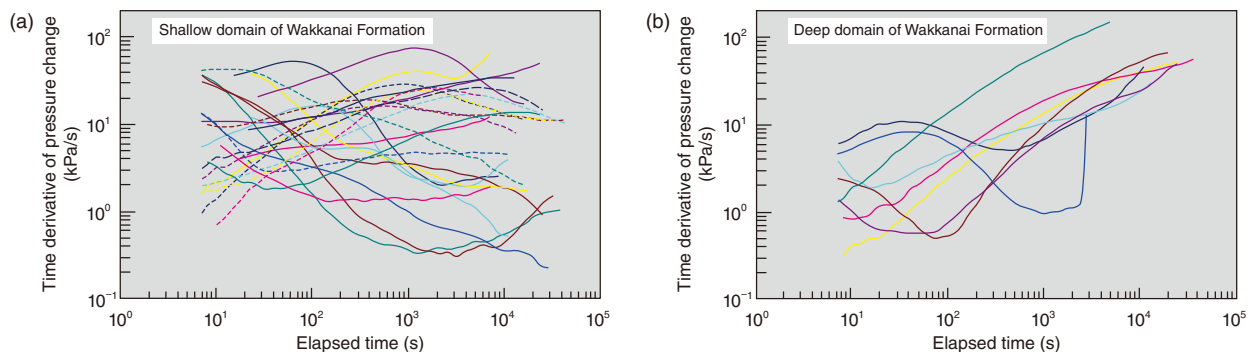 (a)
Shallow domain of Wakkanai Formation
Time derivative of pressure change
(kPa/s)
10²
10¹
10⁰
10⁻¹
10⁰
10¹
10²
10³
10⁴
10⁵
Elapsed time (s)
(b)
Deep domain of Wakkanai Formation
Time derivative of pressure change
(kPa/s)
10²
10¹
10⁰
10⁻¹
10⁰
10¹
10²
10³
10⁴
10⁵
Elapsed time (s)